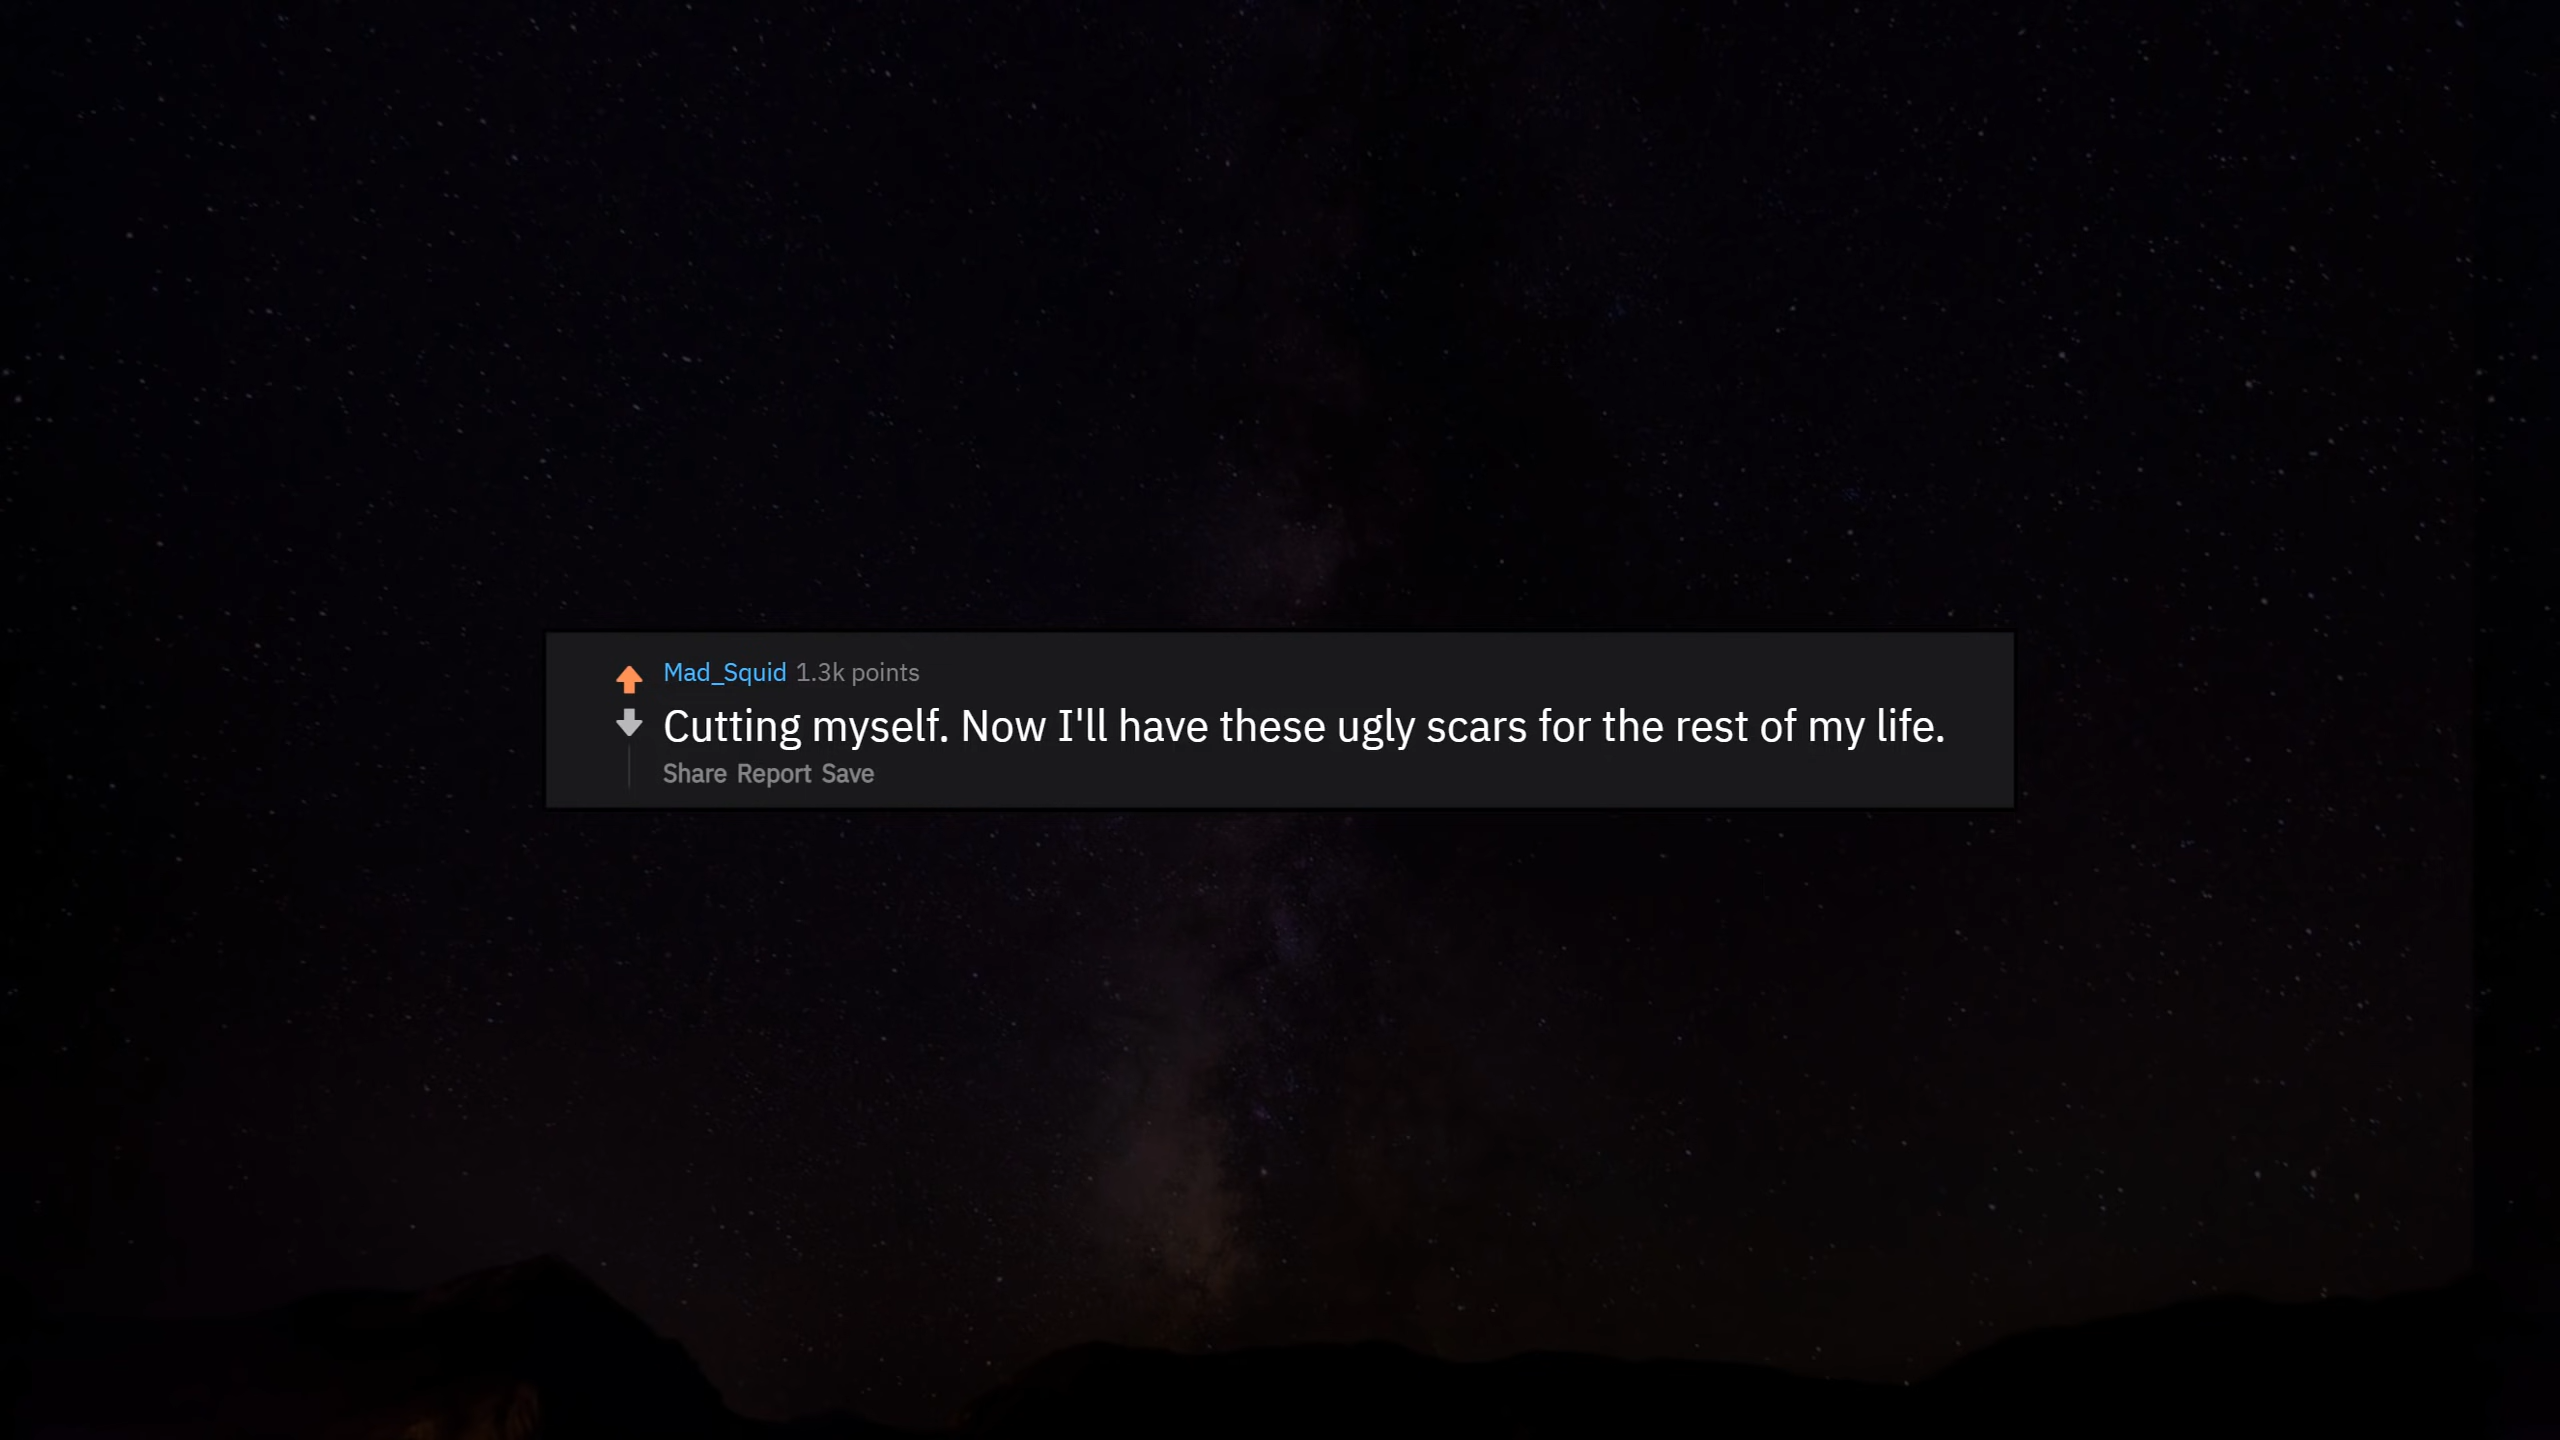 Mad_Squid 1.3k points
Cutting myself. Now I'll have these ugly scars for the rest of my life.
Share Report Save